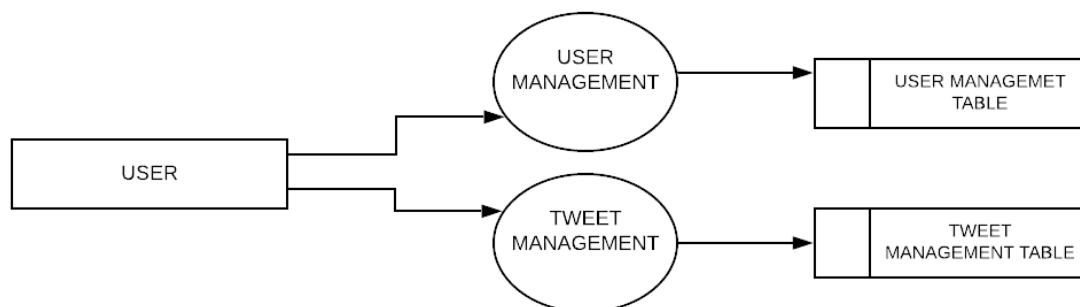 USER
MANAGEMENT
USER MANAGEMET
TABLE
USER
TWEET
MANAGEMENT
TWEET
MANAGEMENT TABLE